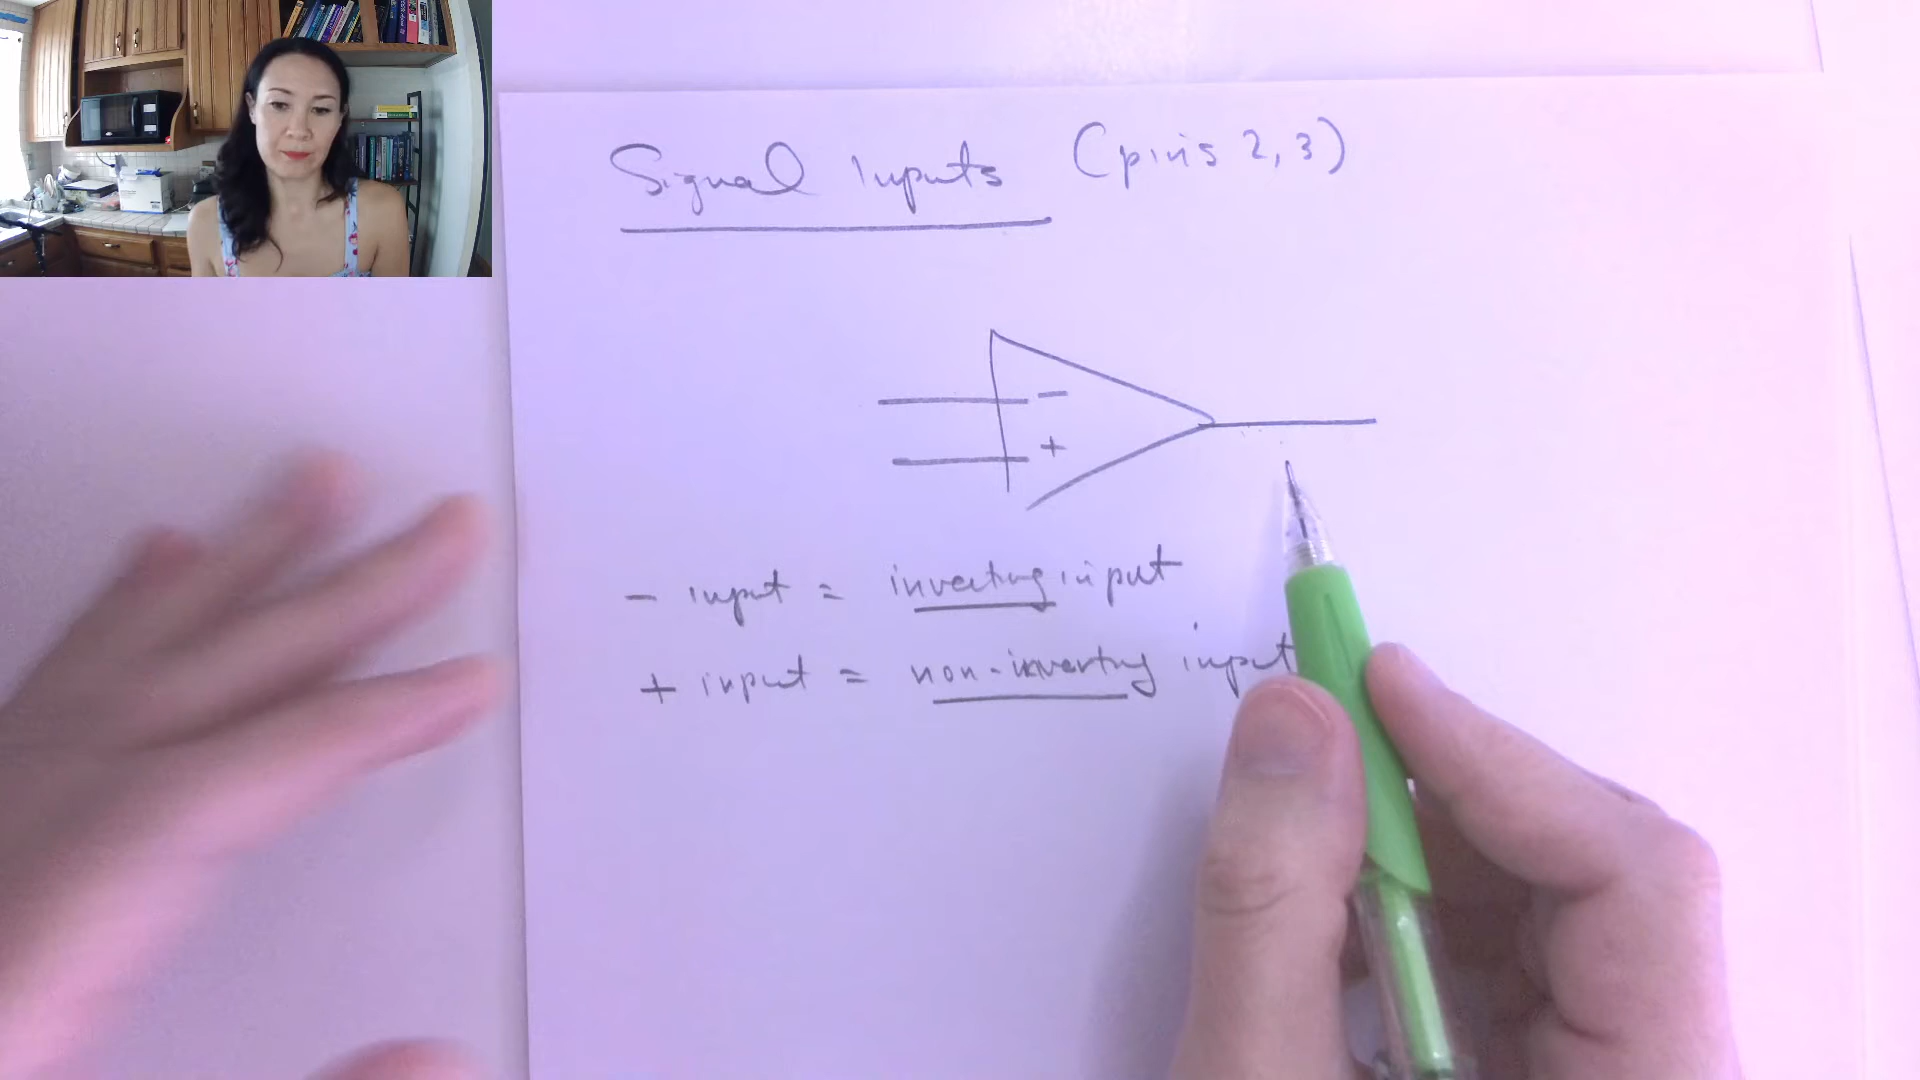 Signal Inputs (pins 2, 3)
-
+
- input = inverting input
+ input = non-inverting input